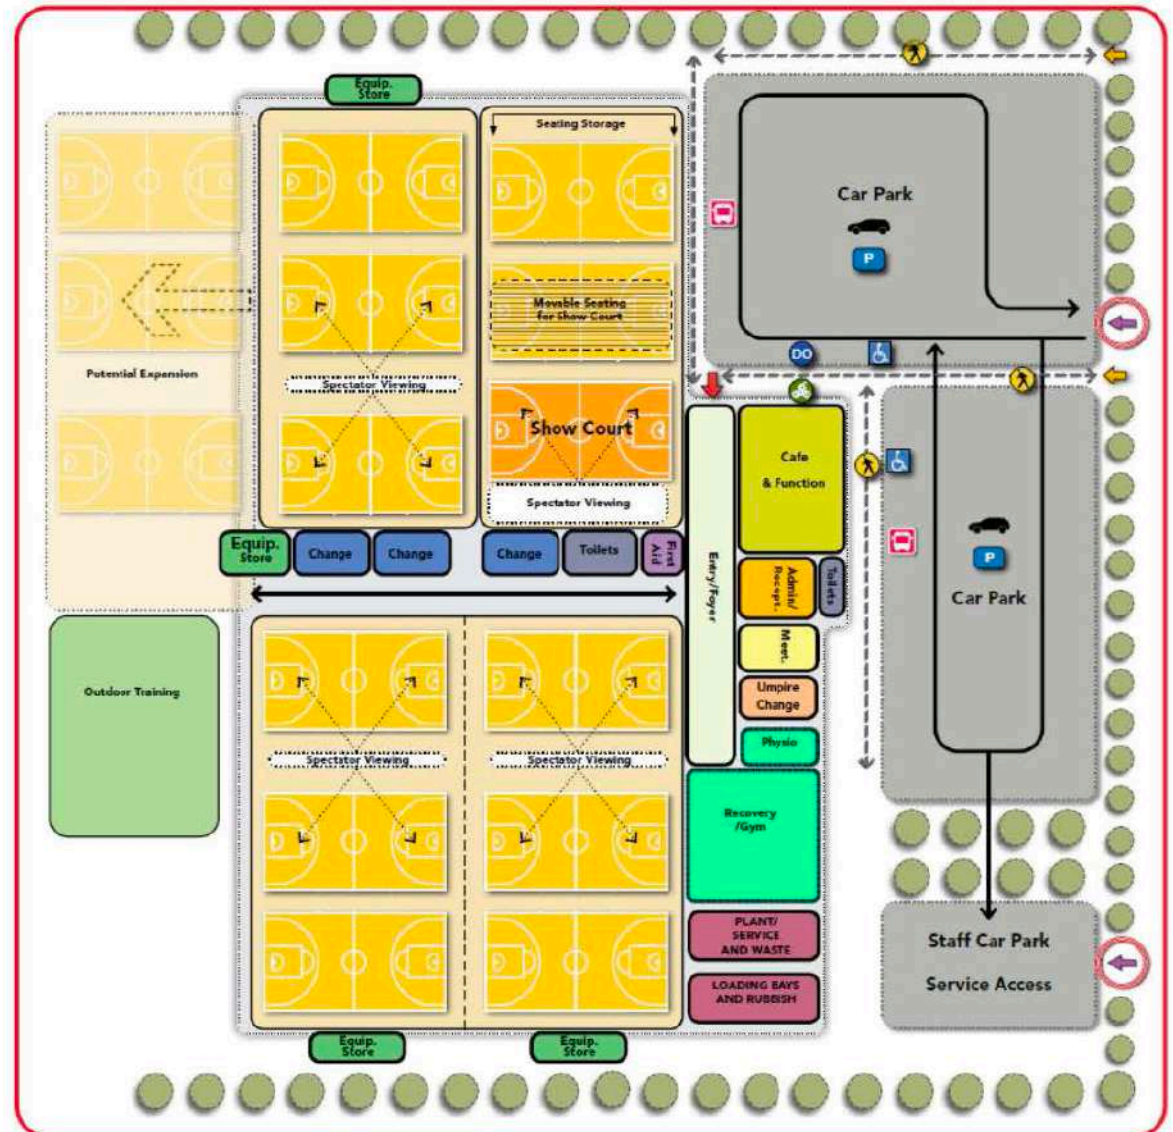 Equip.
Store
Seating Storage
Car Park
P
Movable Seating
for Show Court
DO
Potential Expansion
Spectator Viewing
Show Court
Spectator Viewing
Cafe
& Function
Equip.
Store
Change
Change
Change
Toilets
First
Aid
Entry/Foyer
Admin/
Recept.
Toilets
P
Car Park
Meet.
Umpire
Change
Physio
Outdoor Training
Spectator Viewing
Spectator Viewing
Recovery
/Gym
PLANT/
SERVICE
AND WASTE
Staff Car Park
Service Access
LOADING BAYS
AND RUBBISH
Equip.
Store
Equip.
Store